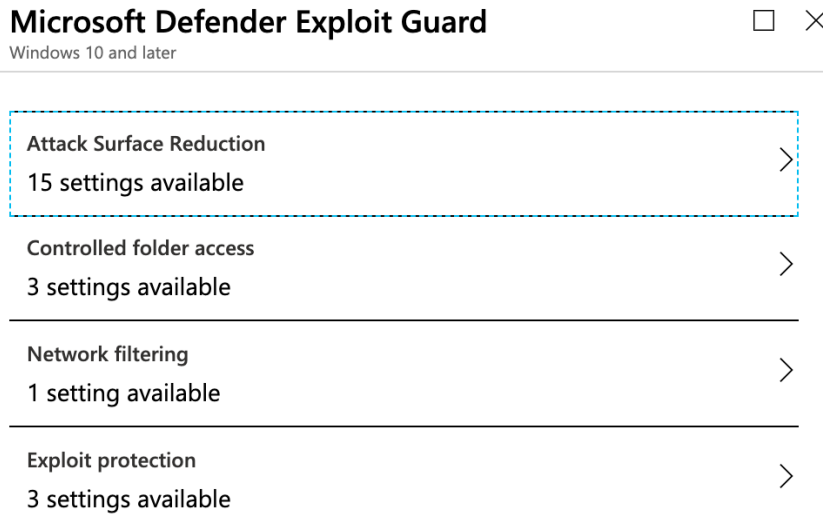 Microsoft Defender Exploit Guard
Windows 10 and later
Attack Surface Reduction
15 settings available
Controlled folder access
3 settings available
Network filtering
1 setting available
Exploit protection
3 settings available